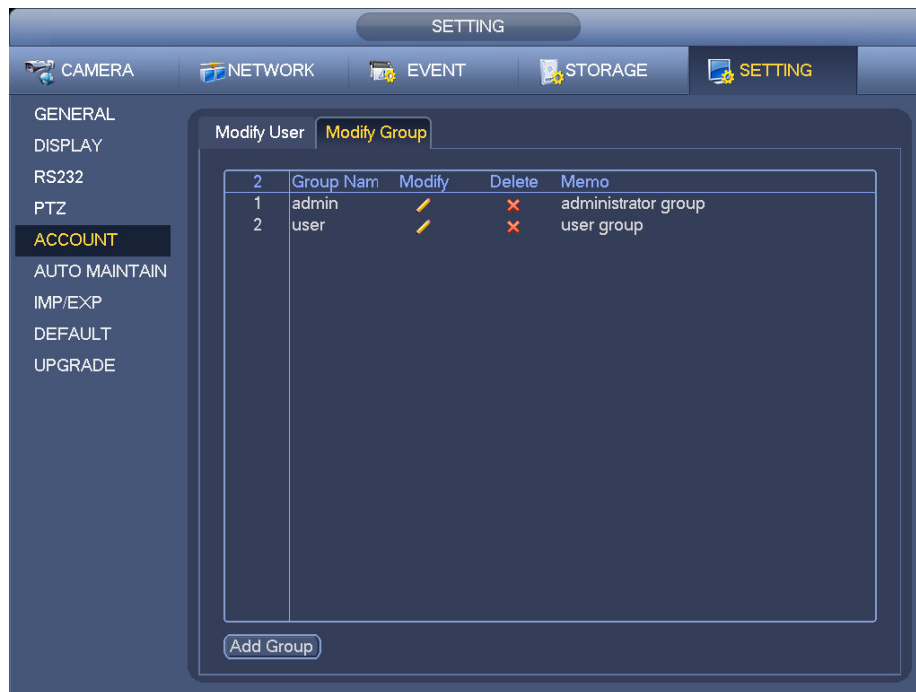 SETTING
CAMERA NETWORK EVENT STORAGE SETTING
GENERAL
DISPLAY
RS232
PTZ
ACCOUNT
AUTO MAINTAIN
IMP/EXP
DEFAULT
UPGRADE
Modify User Modify Group
2 Group Nam Modify Delete Memo
1 admin administrator group
2 user user group
Add Group